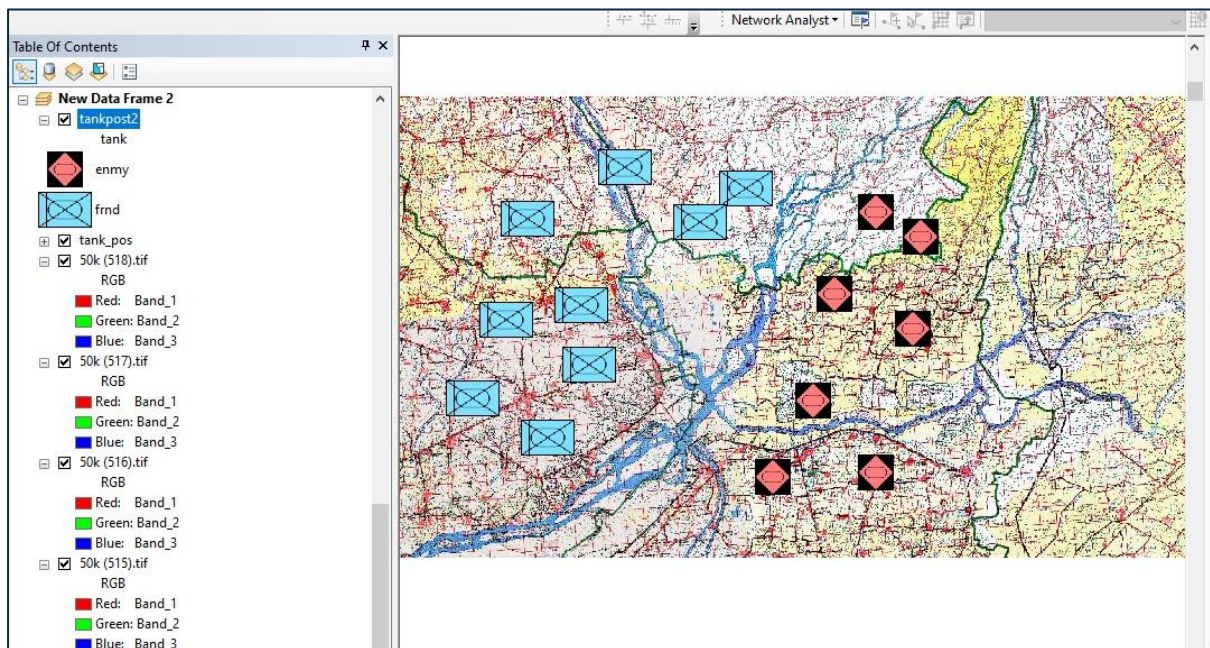 Network Analyst
Table Of Contents
New Data Frame 2
tankpost2
tank
enmy
frnd
tank_pos
50k (518).tif
RGB
Red: Band_1
Green: Band_2
Blue: Band_3
50k (517).tif
RGB
Red: Band_1
Green: Band_2
Blue: Band_3
50k (516).tif
RGB
Red: Band_1
Green: Band_2
Blue: Band_3
50k (515).tif
RGB
Red: Band_1
Green: Band_2
Blue: Band_3